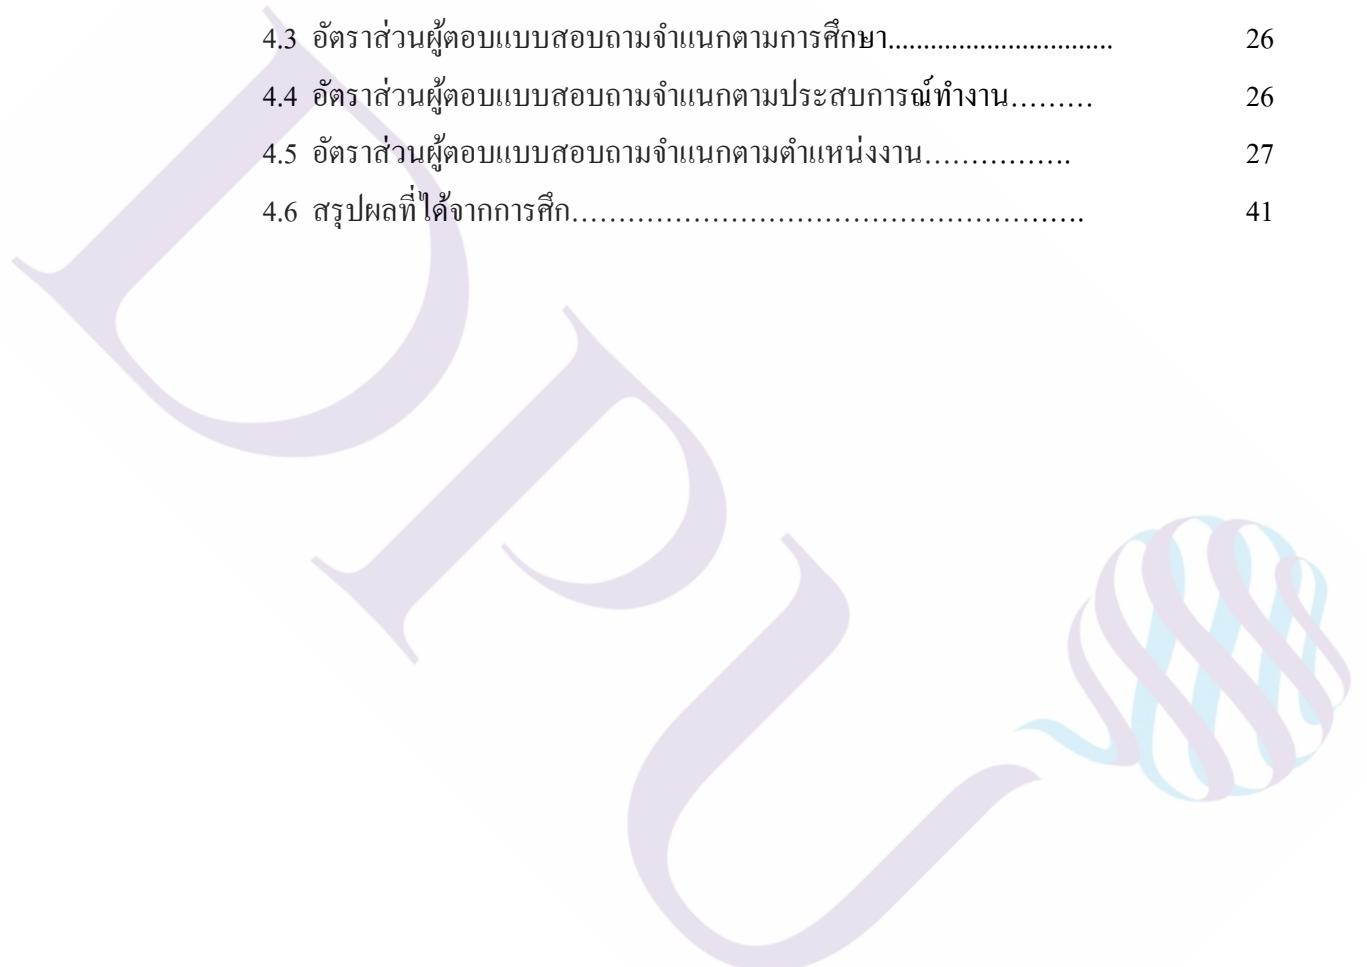 4.3 อัตราส่วนผู้ตอบแบบสอบถามจำแนกตามการศึกษา................................ 26
4.4 อัตราส่วนผู้ตอบแบบสอบถามจำแนกตามประสบการณ์ทำงาน……… 26
4.5 อัตราส่วนผู้ตอบแบบสอบถามจำแนกตามตำแหน่งงาน……………. 27
4.6 สรุปผลที่ได้จากการศึก………………………………………………. 41
DPU